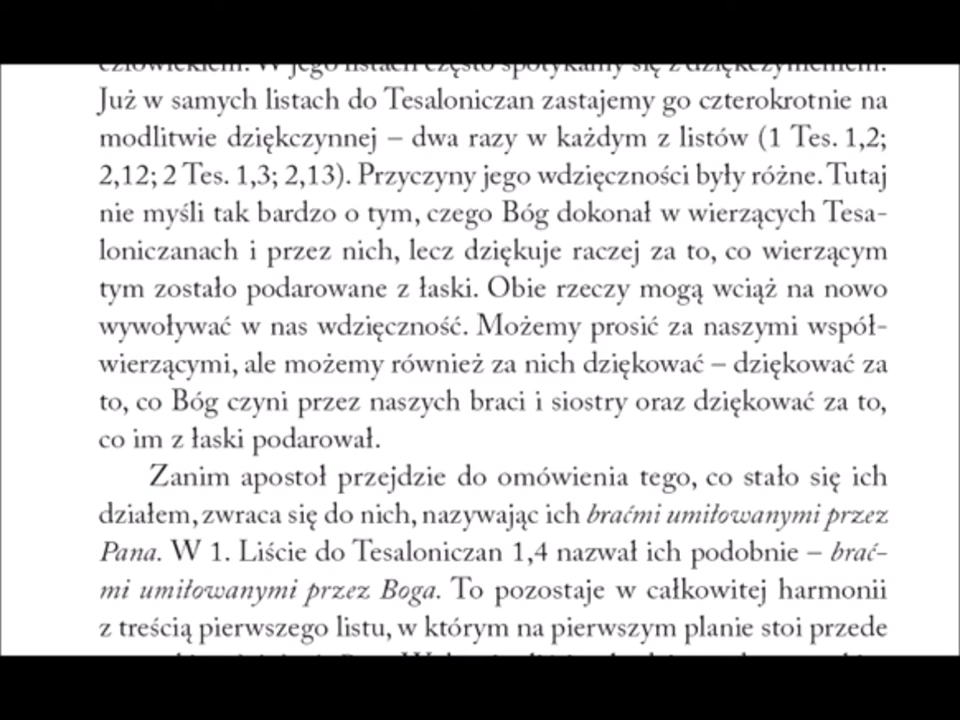 człowiekiem. W jego listach często spotykamy się z dziękczynieniem.
Już w samych listach do Tesaloniczan zastajemy go czterokrotnie na
modlitwie dziękczynnej – dwa razy w każdym z listów (1 Tes. 1,2;
2,12; 2 Tes. 1,3; 2,13). Przyczyny jego wdzięczności były różne. Tutaj
nie myśli tak bardzo o tym, czego Bóg dokonał w wierzących Tesa-
loniczanach i przez nich, lecz dziękuje raczej za to, co wierzącym
tym zostało podarowane z łaski. Obie rzeczy mogą wciąż na nowo
wywoływać w nas wdzięczność. Możemy prosić za naszymi współ-
wierzącymi, ale możemy również za nich dziękować – dziękować za
to, co Bóg czyni przez naszych braci i siostry oraz dziękować za to,
co im z łaski podarował.
Zanim apostoł przejdzie do omówienia tego, co stało się ich
działem, zwraca się do nich, nazywając ich braćmi umiłowanymi przez
Pana. W 1. Liście do Tesaloniczan 1,4 nazwał ich podobnie – brać-
mi umiłowanymi przez Boga. To pozostaje w całkowitej harmonii
z treścią pierwszego listu, w którym na pierwszym planie stoi przede